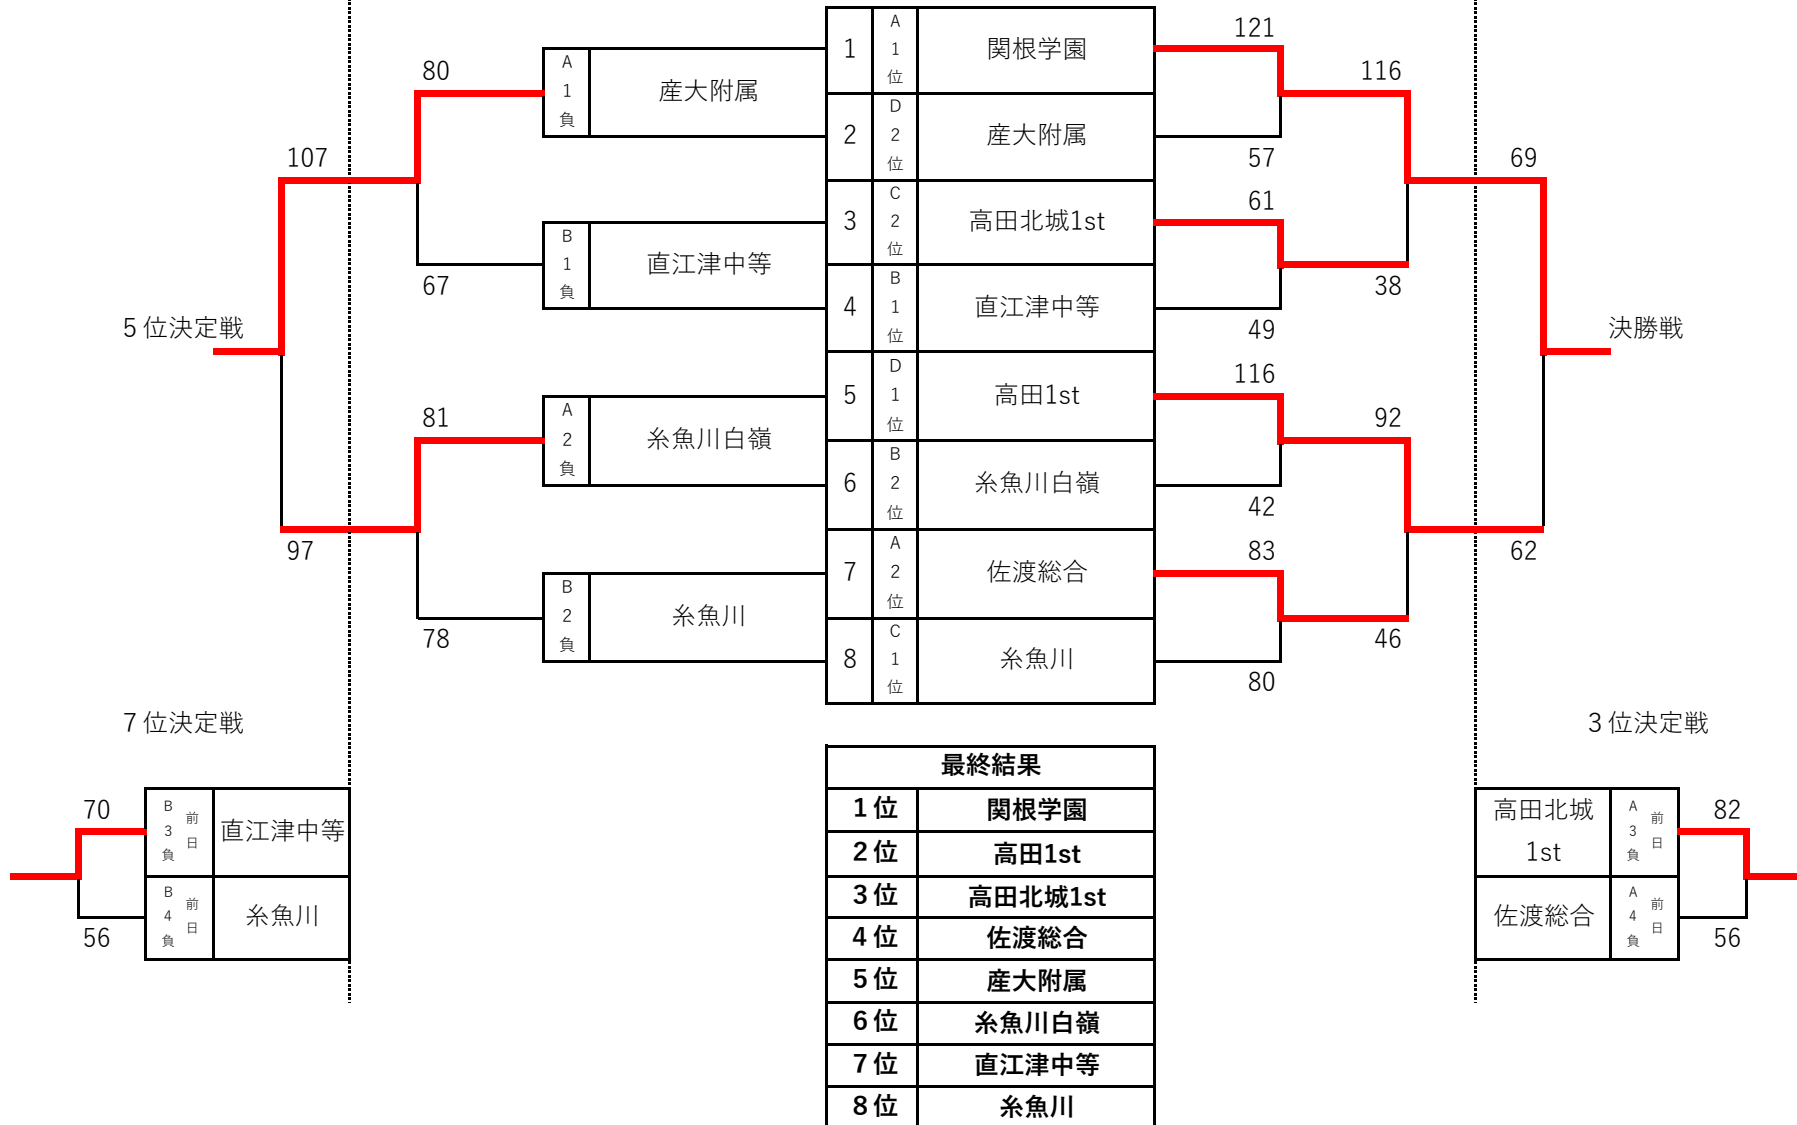 121
A
1
位
1
関根学園
80
116
A
1
負
産大附属
D
2
位
2
産大附属
107
57
69
61
C
2
位
3
高田北城1st
B
1
負
直江津中等
67
38
B
1
位
4
直江津中等
５位決定戦
49
決勝戦
116
D
1
位
5
高田1st
81
92
A
2
負
糸魚川白嶺
B
2
位
6
糸魚川白嶺
42
97
83
62
A
2
位
7
佐渡総合
B
2
負
糸魚川
78
46
C
1
位
8
糸魚川
80
７位決定戦
３位決定戦
70
B
3
負
前
日
直江津中等
B
4
負
前
日
糸魚川
56
高田北城
1st
A
3
負
前
日
82
佐渡総合
A
4
負
前
日
56
最終結果
１位 関根学園
２位 高田1st
３位 高田北城1st
４位 佐渡総合
５位 産大附属
６位 糸魚川白嶺
７位 直江津中等
８位 糸魚川